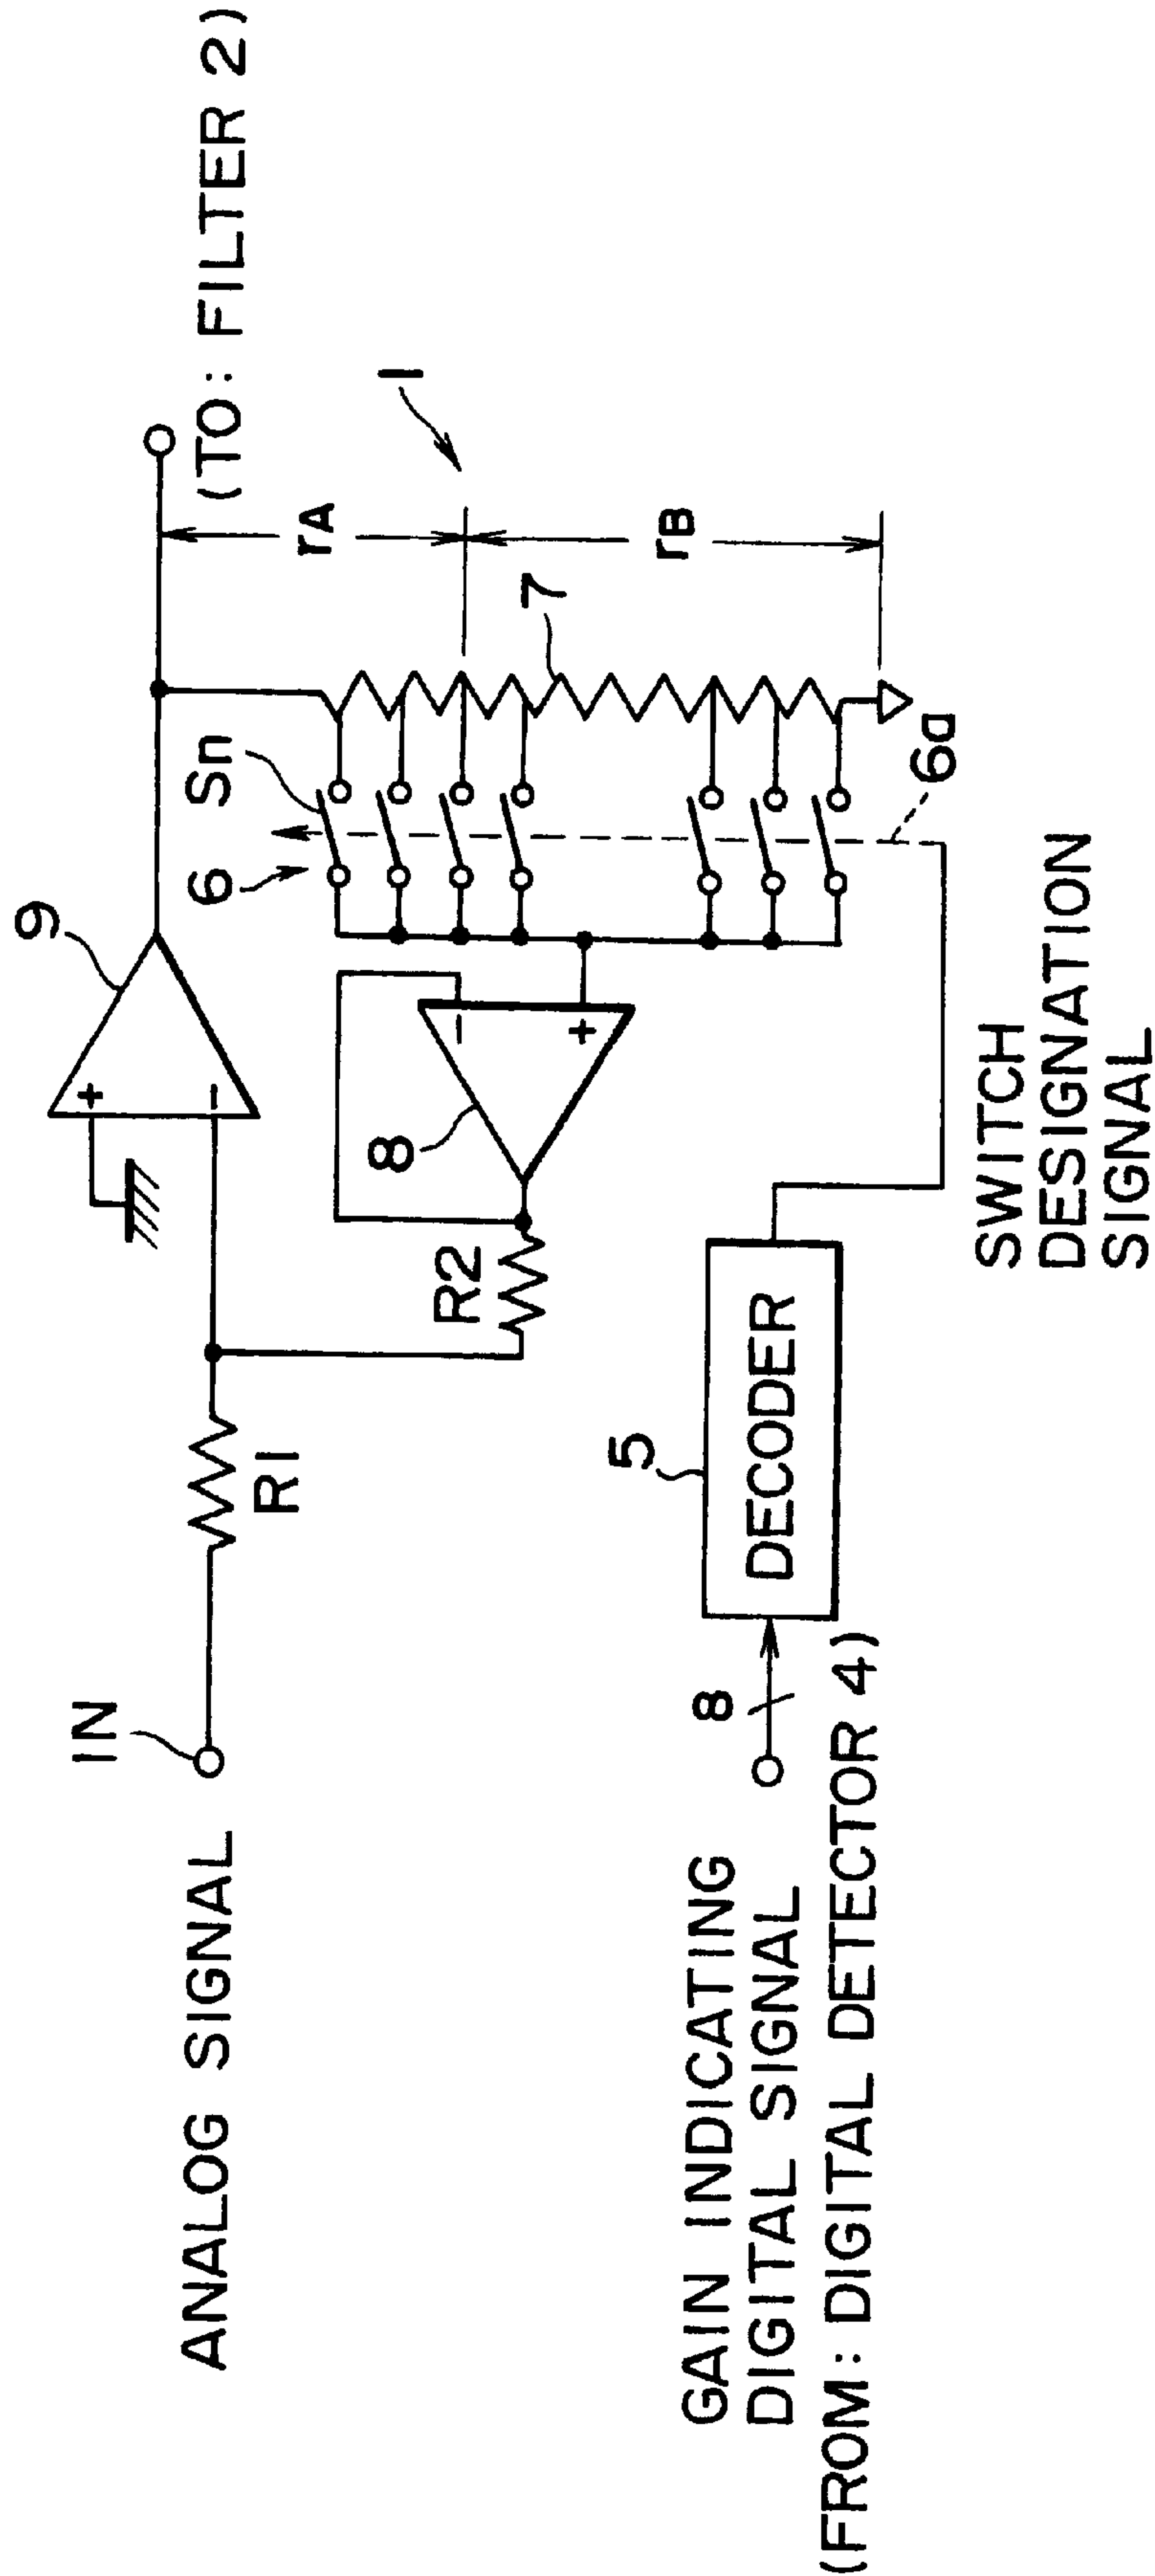 ANALOG SIGNAL
IN
R1
9
+
-
(TO: FILTER 2)
R2
8
-
+
6
Sn
rA
1
7
rB
6a
GAIN INDICATING
DIGITAL SIGNAL
(FROM: DIGITAL DETECTOR 4)
8
5
DECODER
SWITCH
DESIGNATION
SIGNAL